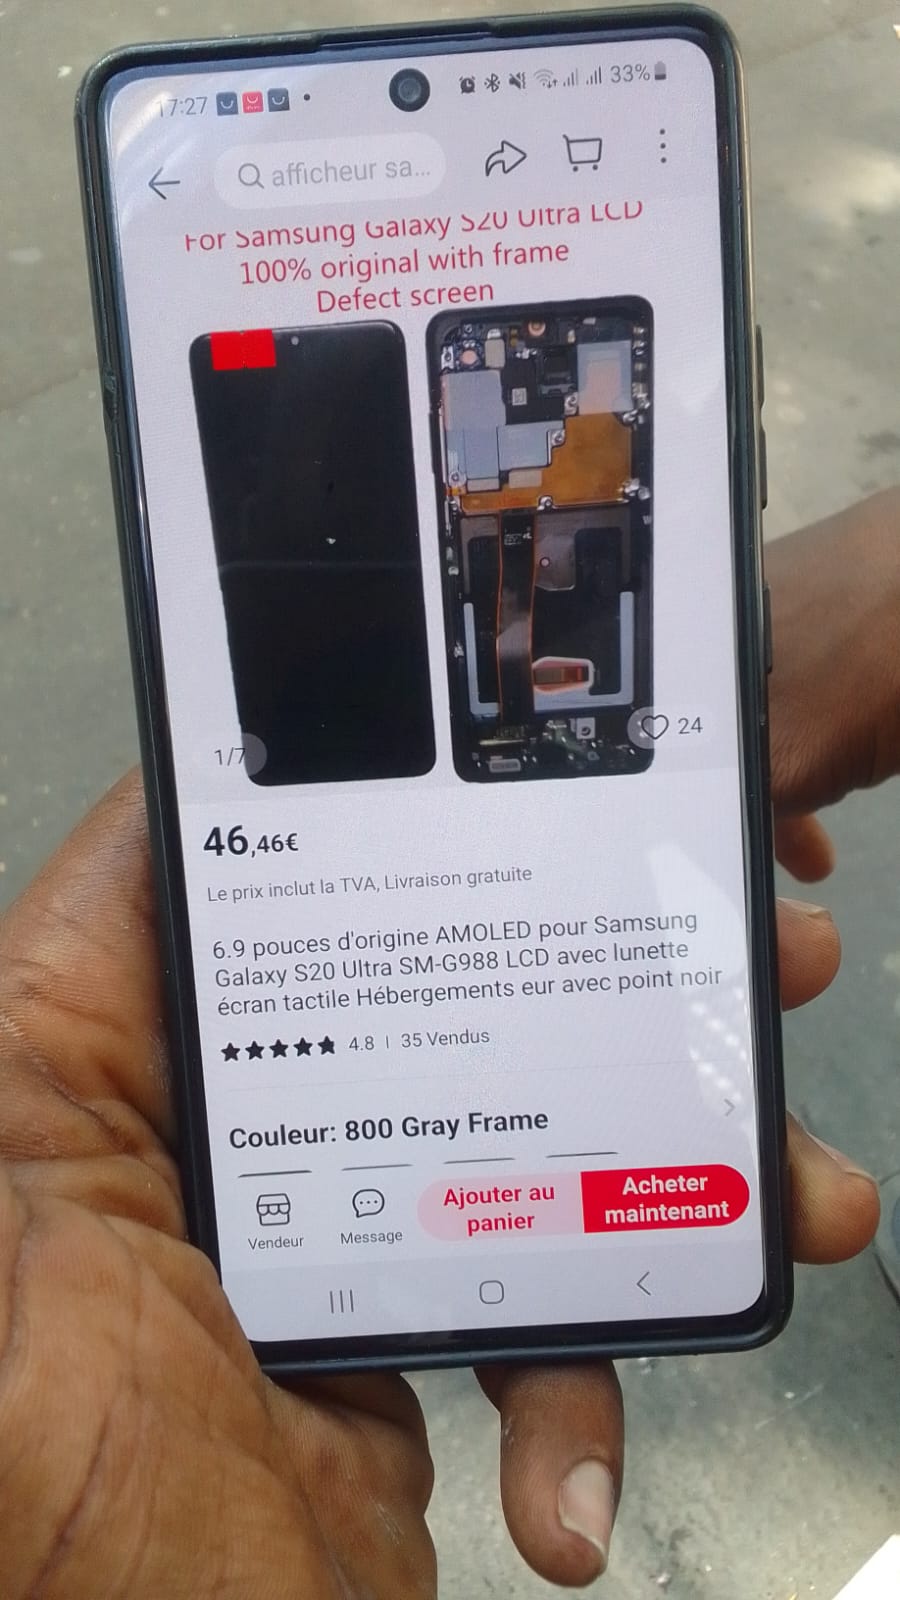 17:27
33%
afficheur sa...
For Samsung Galaxy S20 Ultra LCD
100% original with frame
Defect screen
1/7
24
46,46€
Le prix inclut la TVA, Livraison gratuite
6.9 pouces d'origine AMOLED pour Samsung
Galaxy S20 Ultra SM-G988 LCD avec lunette
écran tactile Hébergements eur avec point noir
4.8 | 35 Vendus
Couleur: 800 Gray Frame
Vendeur
Message
Ajouter au
panier
Acheter
maintenant